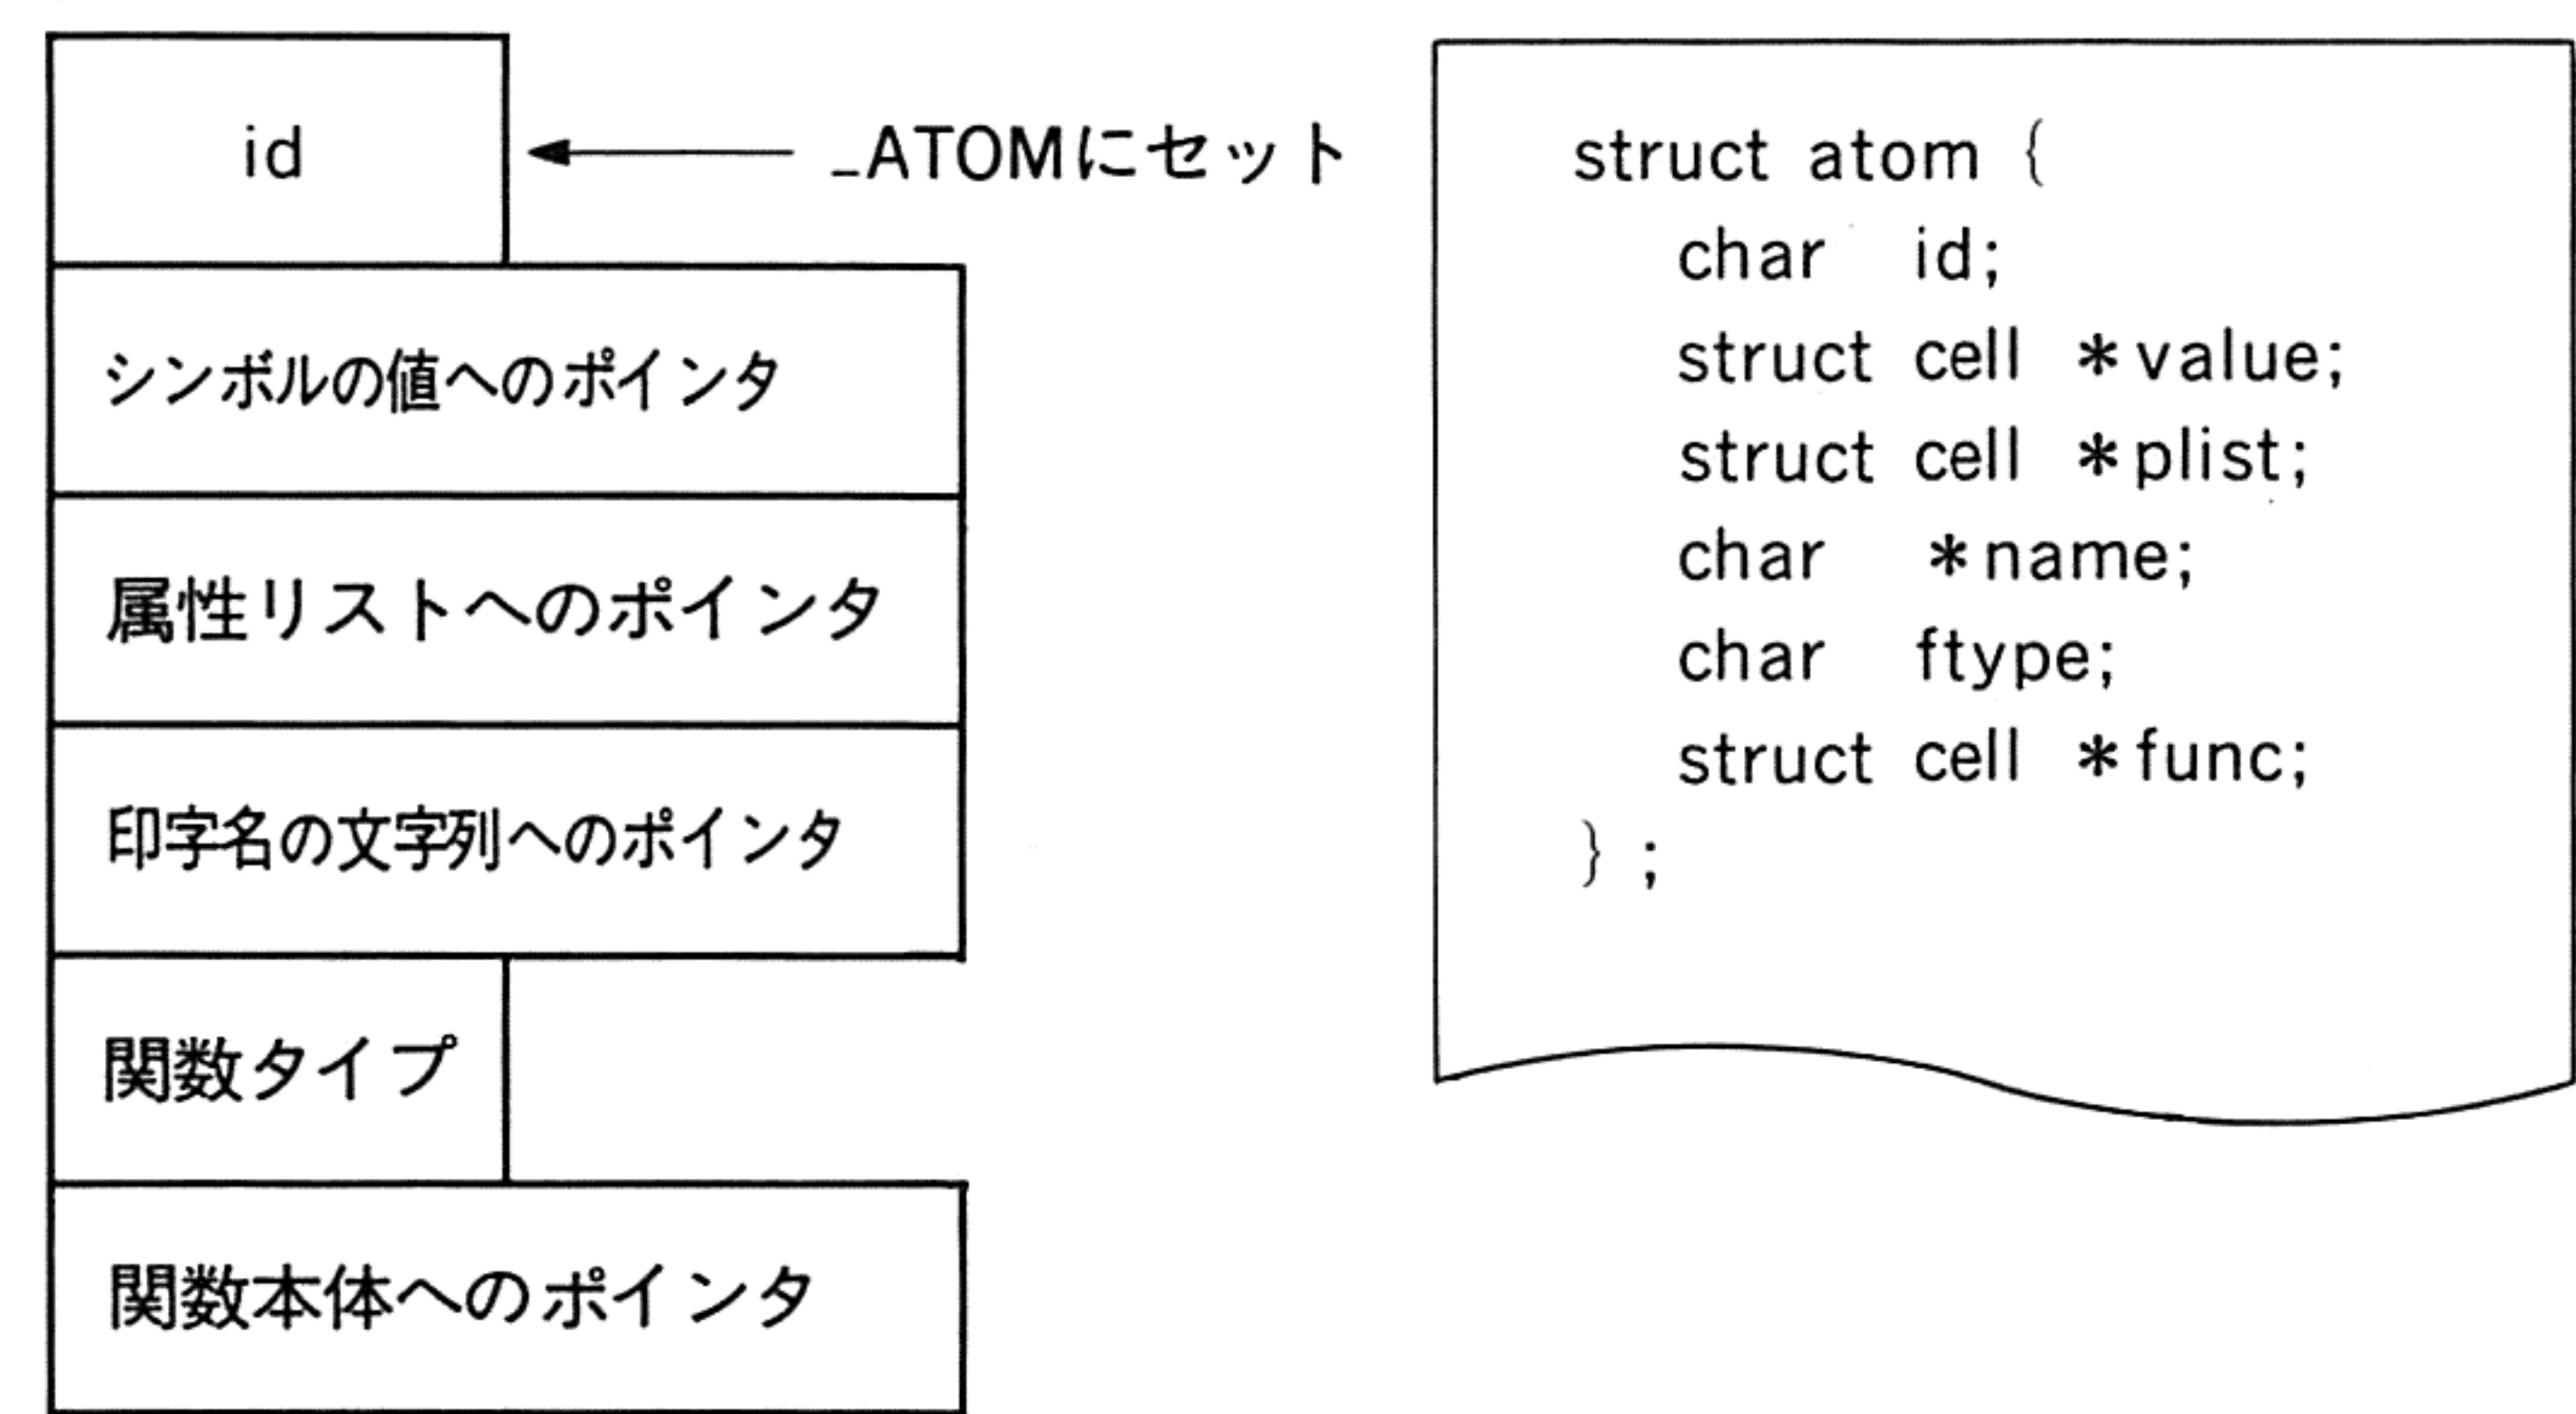 id
_ATOMにセット
シンボルの値へのポインタ
属性リストへのポインタ
印字名の文字列へのポインタ
関数タイプ
関数本体へのポインタ
struct atom {
char id;
struct cell *value;
struct cell *plist;
char *name;
char ftype;
struct cell *func;
};